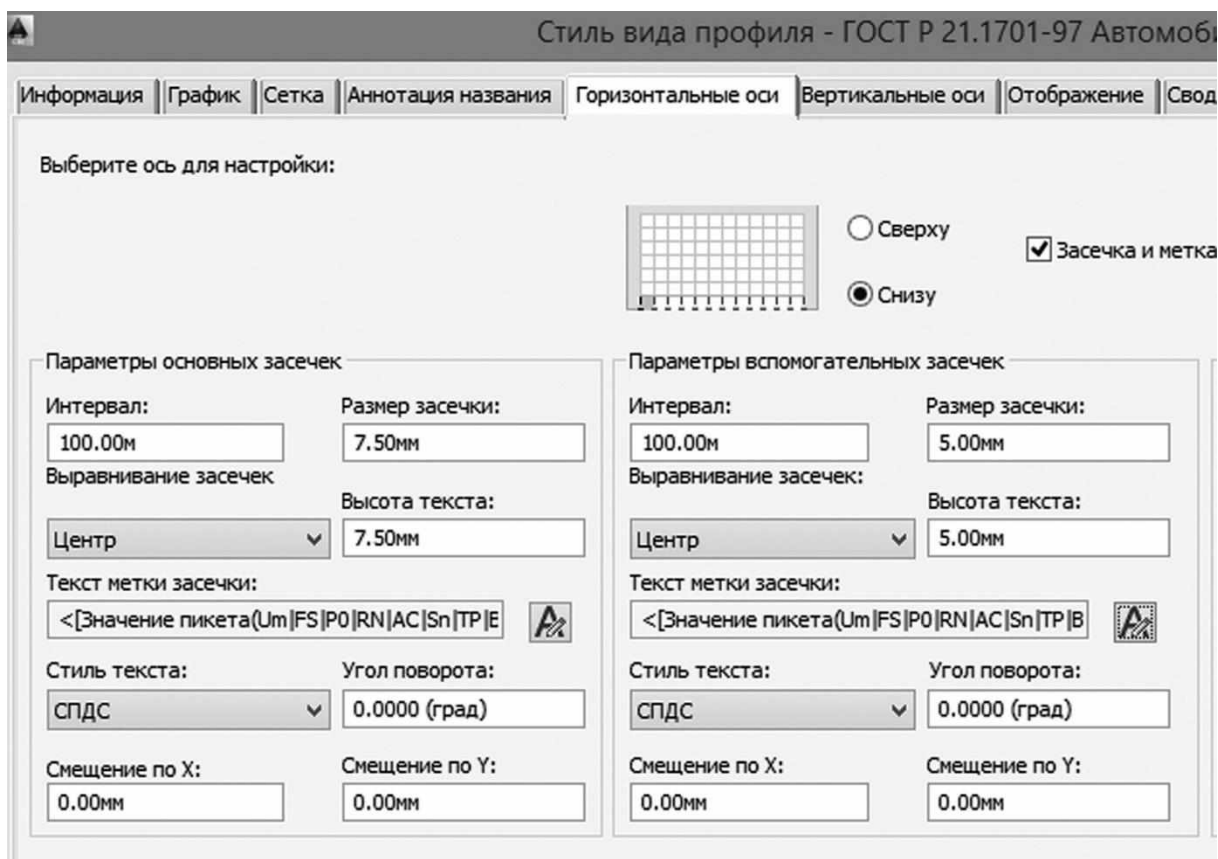 Стиль вида профиля - ГОСТ Р 21.1701-97 Автомоби
Информация График Сетка Аннотация названия Горизонтальные оси Вертикальные оси Отображение Свод
Выберите ось для настройки:
Сверху
Засечка и метка
Снизу
Параметры основных засечек
Интервал: Размер засечки:
100.00м 7.50мм
Выравнивание засечек
Высота текста:
Центр 7.50мм
Текст метки засечки:
<[Значение пикета(Um|FS|P0|RN|AC|Sn|TP|E
Стиль текста: Угол поворота:
СПДС 0.0000 (град)
Смещение по X: Смещение по Y:
0.00мм 0.00мм
Параметры вспомогательных засечек
Интервал: Размер засечки:
100.00м 5.00мм
Выравнивание засечек:
Высота текста:
Центр 5.00мм
Текст метки засечки:
<[Значение пикета(Um|FS|P0|RN|AC|Sn|TP|B
Стиль текста: Угол поворота:
СПДС 0.0000 (град)
Смещение по X: Смещение по Y:
0.00мм 0.00мм